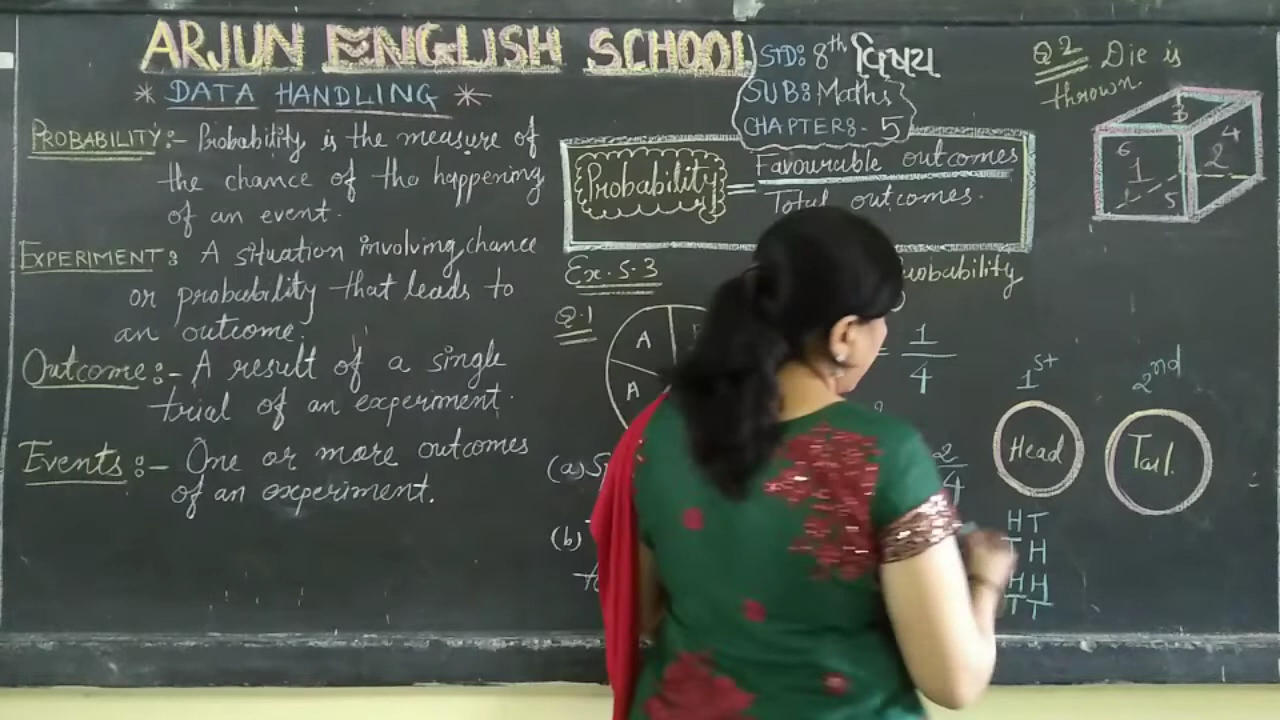 ARJUN ENGLISH SCHOOL
STD: 8th વિષય
SUB: Maths
CHAPTER:- 5
* DATA HANDLING *
PROBABILITY:- Probability is the measure of
the chance of the happening
of an event.
EXPERIMENT: A situation involving chance
or probability that leads to
an outcome.
Outcome:- A result of a single
trial of an experiment.
Events:- One or more outcomes
of an experiment.
Probability = Favourable outcomes
Total outcomes.
Ex. 5.3
Q.1
A
A
(a)
(b)
= 1
4
2
4
Q2 Die is
thrown
3
6
4
1
2
5
1st
2nd
Head
Tail.
H T
T H
H H
T T